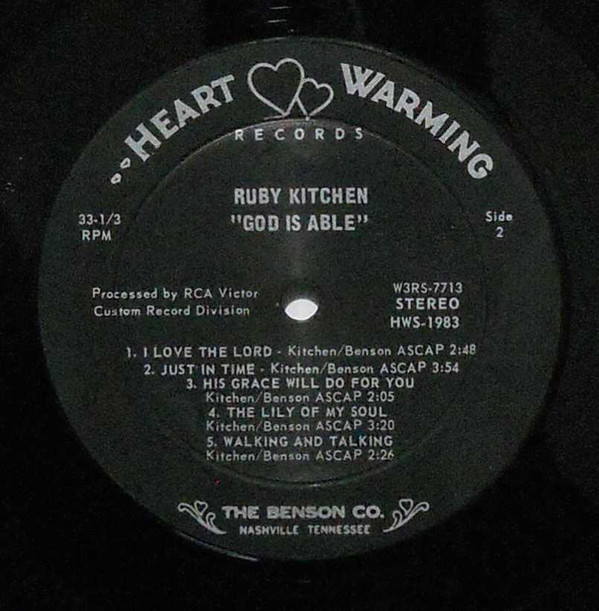 HEART WARMING
RECORDS
RUBY KITCHEN
"GOD IS ABLE"
33-1/3
RPM
Side
2
Processed by RCA Victor
Custom Record Division
W3RS-7713
STEREO
HWS-1983
1. I LOVE THE LORD - Kitchen/Benson ASCAP 2:48
2. JUST IN TIME - Kitchen/Benson ASCAP 3:54
3. HIS GRACE WILL DO FOR YOU
Kitchen/Benson ASCAP 2:05
4. THE LILY OF MY SOUL
Kitchen/Benson ASCAP 3:20
5. WALKING AND TALKING
Kitchen/Benson ASCAP 2:26
THE BENSON CO.
NASHVILLE TENNESSEE